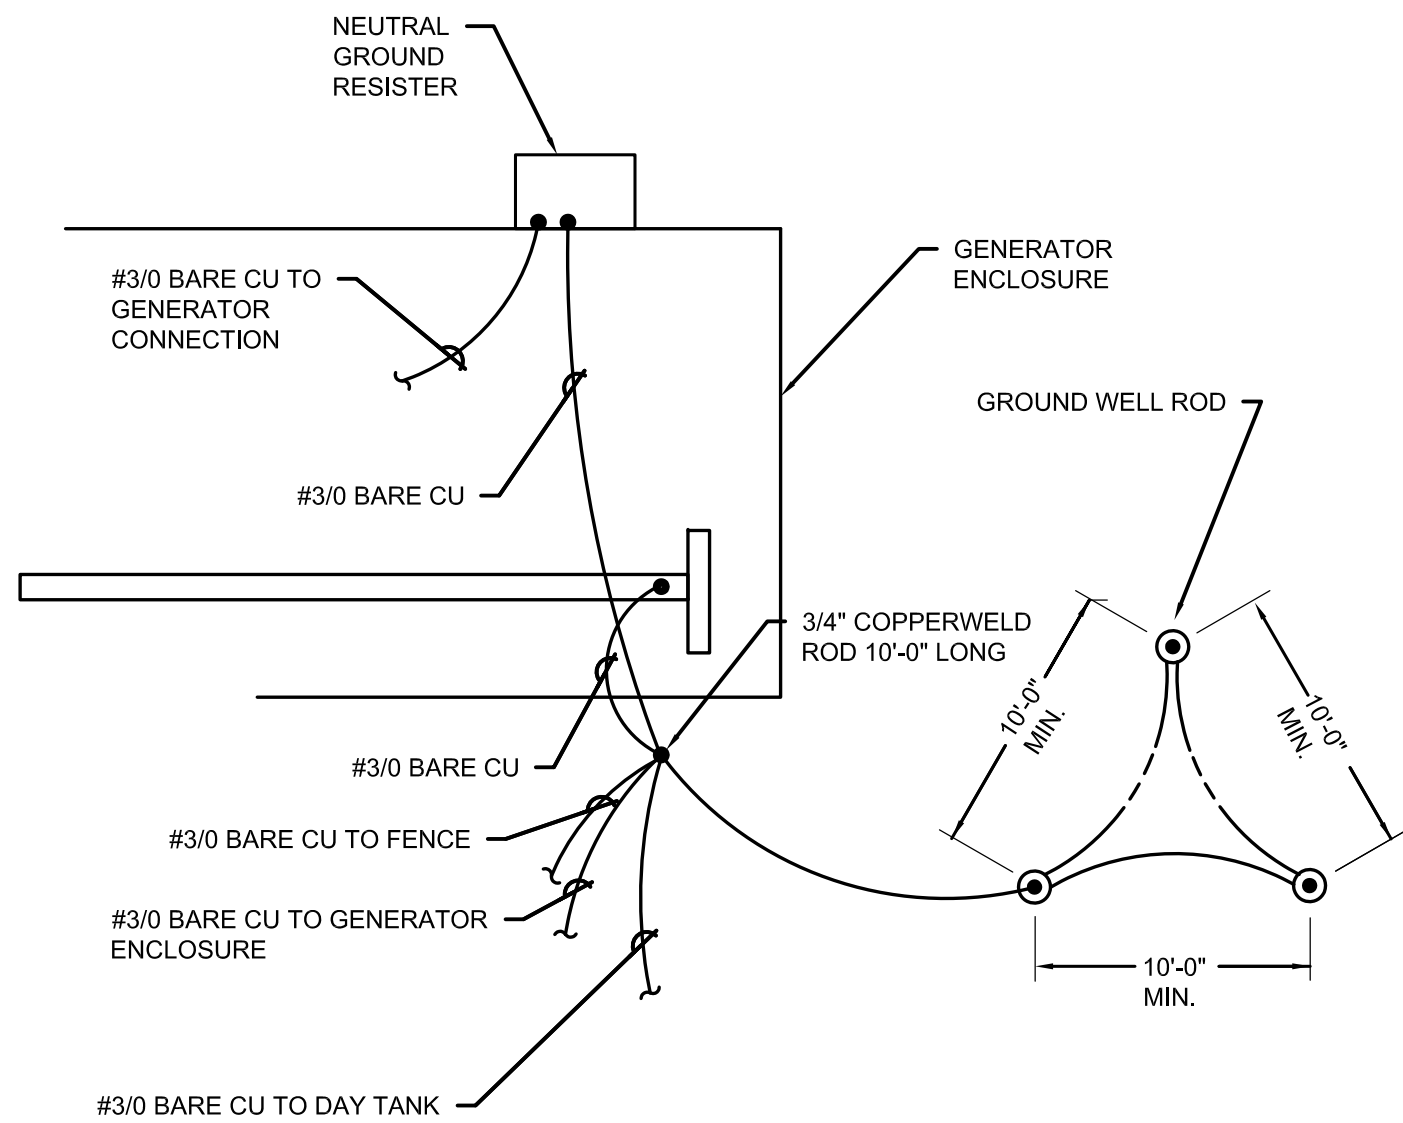 NEUTRAL
GROUND
RESISTER
#3/0 BARE CU TO
GENERATOR
CONNECTION
GENERATOR
ENCLOSURE
GROUND WELL ROD
#3/0 BARE CU
3/4" COPPERWELD
ROD 10'-0" LONG
10'-0"
MIN.
10'-0"
MIN.
#3/0 BARE CU
#3/0 BARE CU TO FENCE
#3/0 BARE CU TO GENERATOR
ENCLOSURE
10'-0"
MIN.
#3/0 BARE CU TO DAY TANK